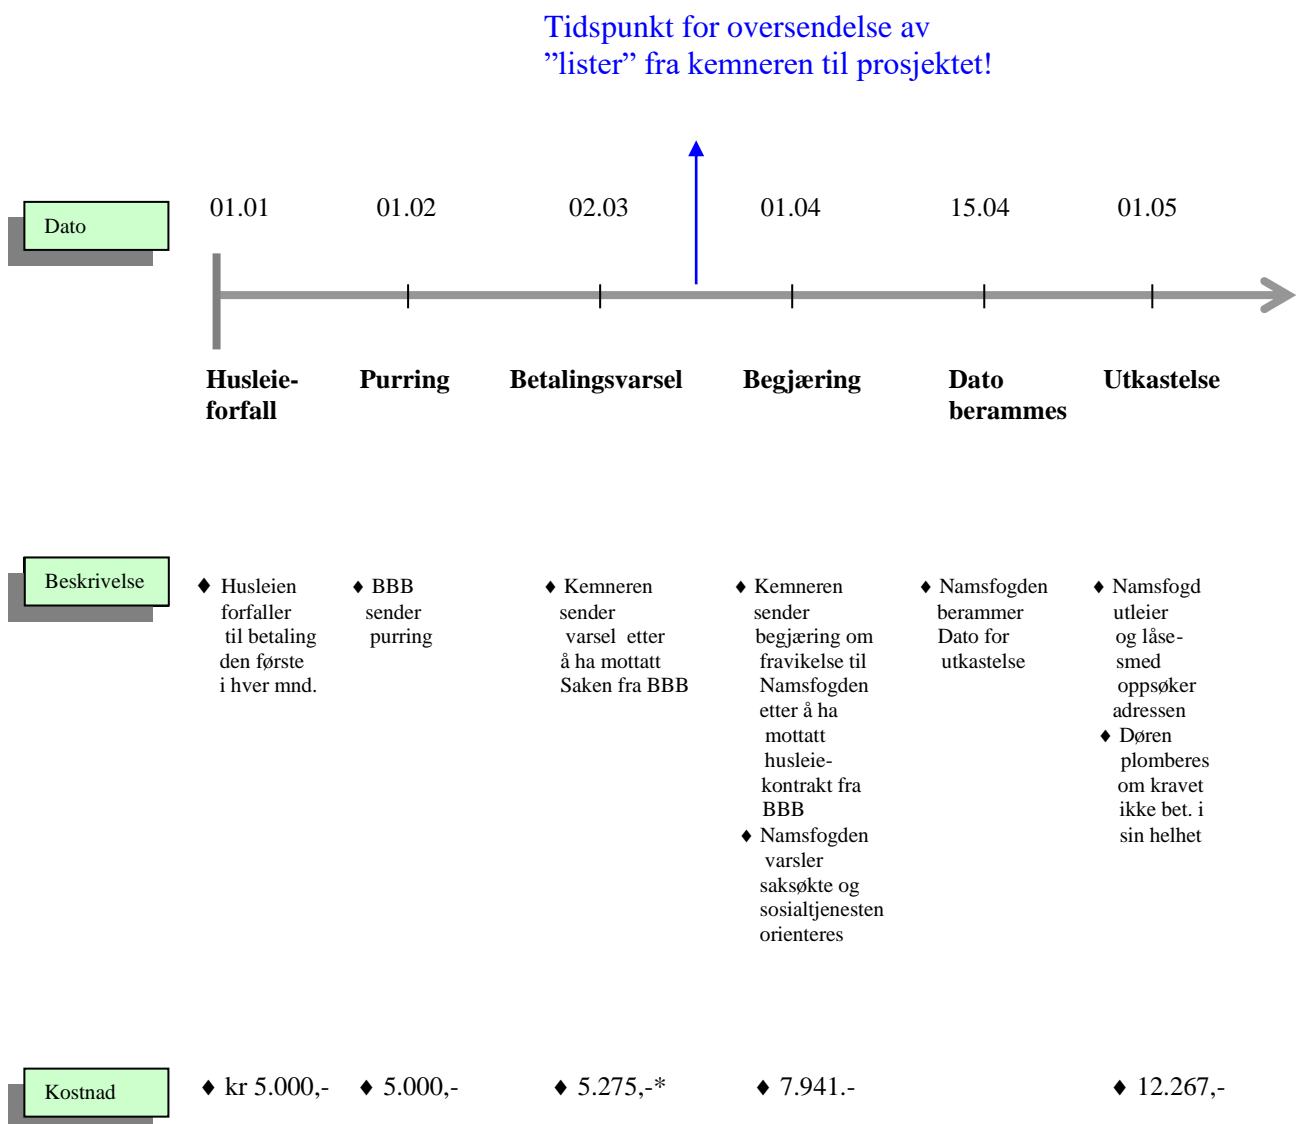 Tidspunkt for oversendelse av
”lister” fra kemneren til prosjektet!
Dato
01.01
01.02
02.03
01.04
15.04
01.05
Husleie-
forfall
Purring
Betalingsvarsel
Begjæring
Dato
berammes
Utkastelse
Beskrivelse
♦ Husleien
forfaller
til betaling
den første
i hver mnd.
♦ BBB
sender
purring
♦ Kemneren
sender
varsel etter
å ha mottatt
Saken fra BBB
♦ Kemneren
sender
begjæring om
fravikelse til
Namsfogden
etter å ha
mottatt
husleie-
kontrakt fra
BBB
♦ Namsfogden
varsler
saksøkte og
sosialtjenesten
orienteres
♦ Namsfogden
berammer
Dato for
utkastelse
♦ Namsfogd
utleier
og låse-
smed
oppsøker
adressen
♦ Døren
plomberes
om kravet
ikke bet. i
sin helhet
Kostnad
♦ kr 5.000,-
♦ 5.000,-
♦ 5.275,-*
♦ 7.941.-
♦ 12.267,-